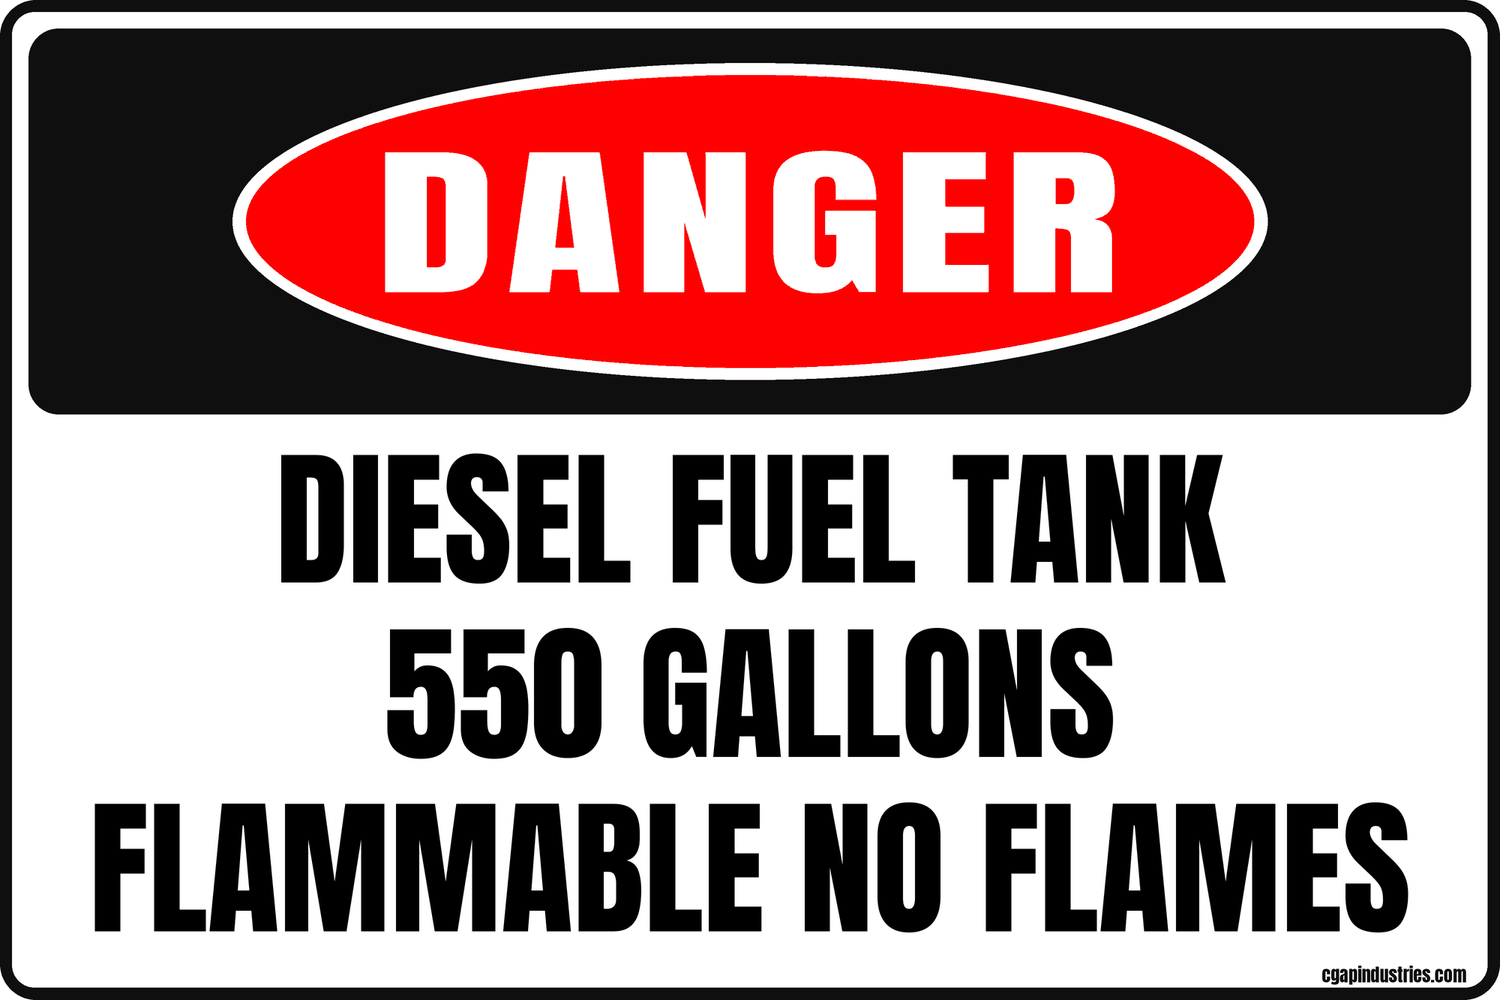 DANGER
DIESEL FUEL TANK
550 GALLONS
FLAMMABLE NO FLAMES
cgapindustries.com